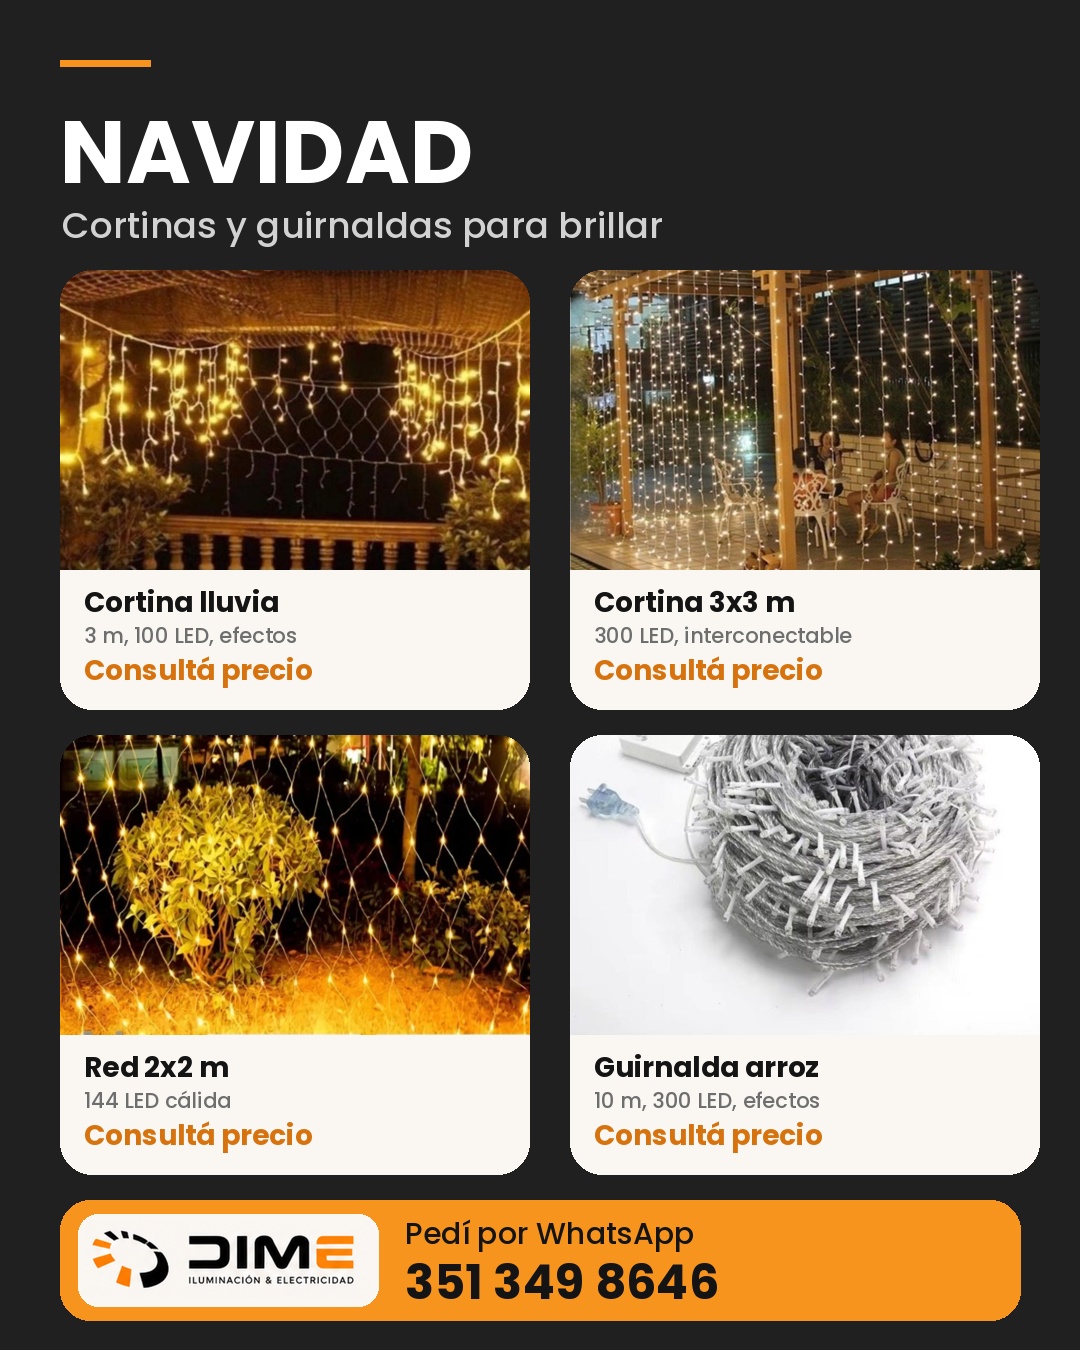 NAVIDAD
Cortinas y guirnaldas para brillar
Cortina lluvia
3 m, 100 LED, efectos
Consultá precio
Cortina 3x3 m
300 LED, interconectable
Consultá precio
Red 2x2 m
144 LED cálida
Consultá precio
Guirnalda arroz
10 m, 300 LED, efectos
Consultá precio
DIME
ILUMINACIÓN & ELECTRICIDAD
Pedí por WhatsApp
351 349 8646